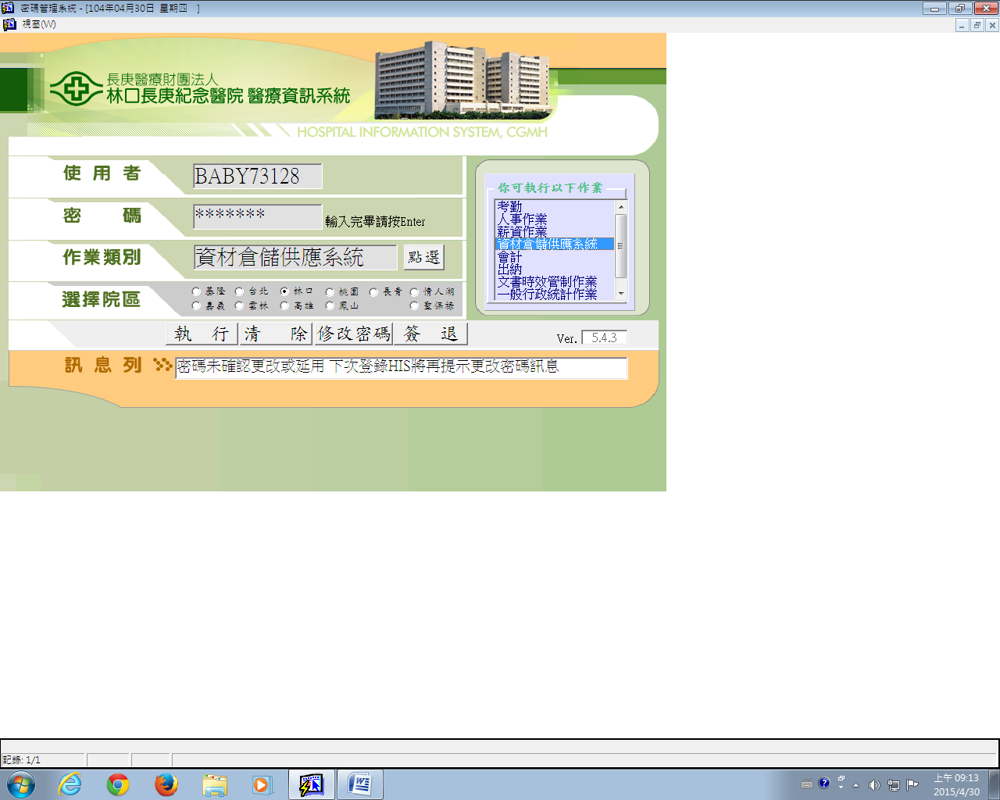 密碼管理系統 - [104年04月30日 星期四 ]
視窗(W)
長庚醫療財團法人
林口長庚紀念醫院 醫療資訊系統
HOSPITAL INFORMATION SYSTEM, CGMH
使用者 BABY73128
密碼 ******* 輸入完畢請按Enter
作業類別 資材倉儲供應系統 點選
選擇院區 基隆 台北 林口 桃園 長青 情人湖
嘉義 雲林 高雄 鳳山 聖保祿
你可執行以下作業
考勤
人事作業
薪資作業
資材倉儲供應系統
會計
出納
文書時效管制作業
一般行政統計作業
執 行 清 除 修改密碼 簽 退
Ver. 5.4.3
訊息列 密碼未確認更改或延用 下次登錄HIS將再提示更改密碼訊息
記錄: 1/1
上午 09:13
2015/4/30